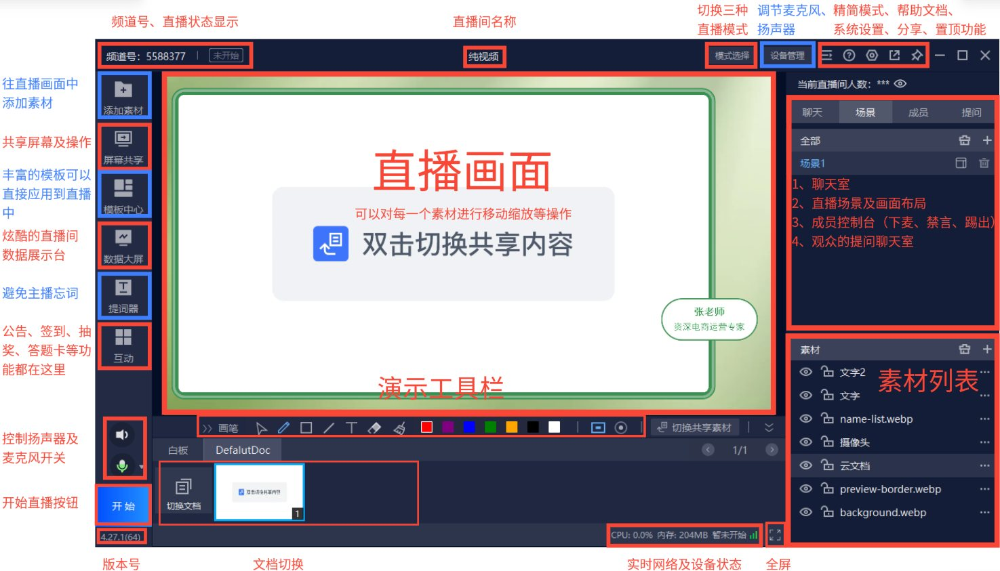 频道号、直播状态显示
直播间名称
切换三种
直播模式
调节麦克风、
扬声器
精简模式、帮助文档、
系统设置、分享、置顶功能
频道号：5588377
未开始
纯视频
模式选择
设备管理
往直播画面中
添加素材
共享屏幕及操作
丰富的模板可以
直接应用到直播
中
炫酷的直播间
数据展示台
避免主播忘词
公告、签到、抽
奖、答题卡等功
能都在这里
控制扬声器及
麦克风开关
开始直播按钮
添加素材
屏幕共享
模板中心
数据大屏
提词器
互动
开 始
4.27.1(64)
直播画面
可以对每一个素材进行移动缩放等操作
双击切换共享内容
张老师
资深电商运营专家
演示工具栏
当前直播间人数：***
聊天
场景
成员
提问
全部
场景1
1、聊天室
2、直播场景及画面布局
3、成员控制台（下麦、禁言、踢出）
4、观众的提问聊天室
素材
素材列表
文字2
文字
name-list.webp
摄像头
云文档
preview-border.webp
background.webp
画笔
切换共享素材
白板
DefalutDoc
1/1
切换文档
双击切换共享内容
1
CPU: 0.0% 内存: 204MB 暂未开始
版本号
文档切换
实时网络及设备状态
全屏